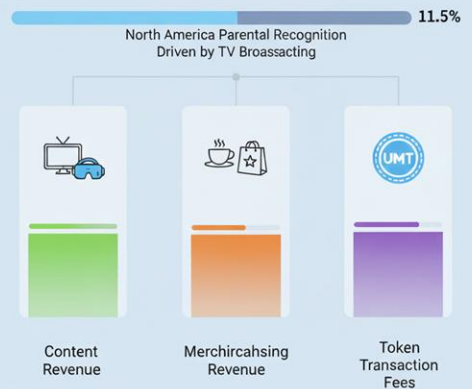 11.5%
North America Parental Recognition
Driven by TV Broassacting
UMT
Content
Revenue
Merchircahsing
Revenue
Token
Transaction
Fees